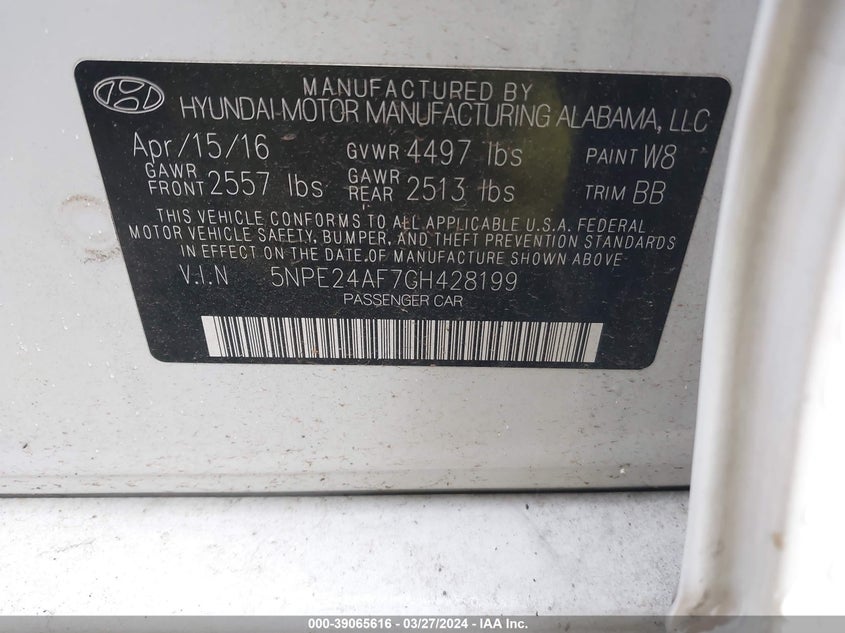 MANUFACTURED BY
HYUNDAI-MOTOR MANUFACTURING ALABAMA, LLC
Apr/15/16 GVWR 4497 lbs PAINT W8
GAWR FRONT 2557 lbs GAWR REAR 2513 lbs TRIM BB
THIS VEHICLE CONFORMS TO ALL APPLICABLE U.S.A. FEDERAL
MOTOR VEHICLE SAFETY, BUMPER, AND THEFT PREVENTION STANDARDS
IN EFFECT ON THE DATE OF MANUFACTURE SHOWN ABOVE
V.I.N 5NPE24AF7GH428199
PASSENGER CAR
000-39065616 - 03/27/2024 - IAA Inc.